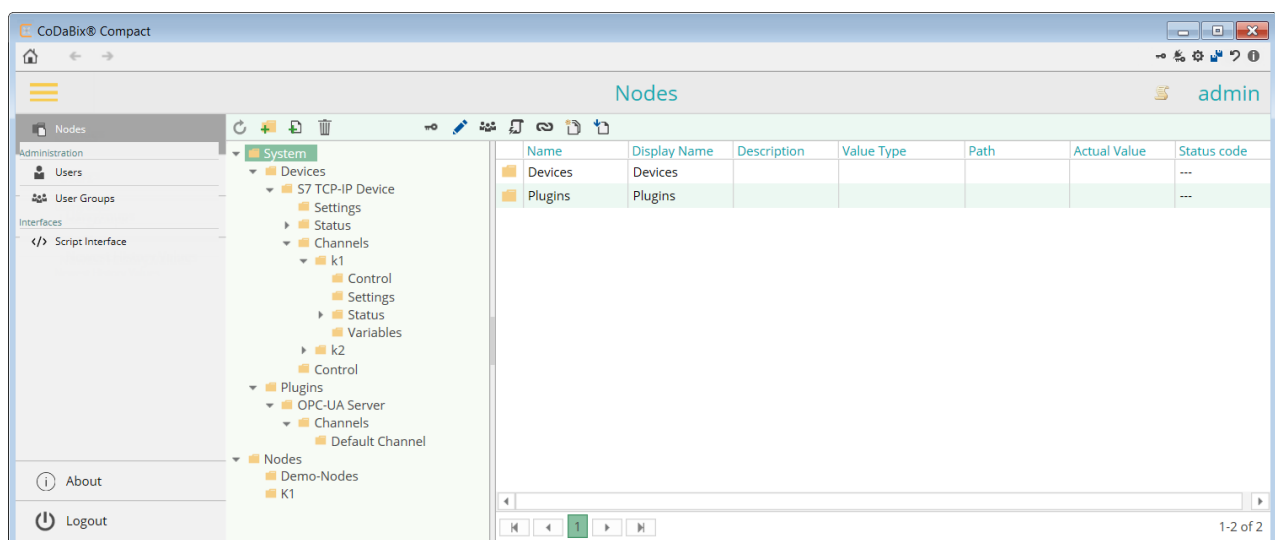 CoDaBix® Compact
Nodes
admin
Nodes
Administration
Users
User Groups
Interfaces
</> Script Interface
About
Logout
System
Devices
S7 TCP-IP Device
Settings
Status
Channels
k1
Control
Settings
Status
Variables
k2
Control
Plugins
OPC-UA Server
Channels
Default Channel
Nodes
Demo-Nodes
K1
Name Display Name Description Value Type Path Actual Value Status code
Devices Devices ---
Plugins Plugins ---
1
1-2 of 2